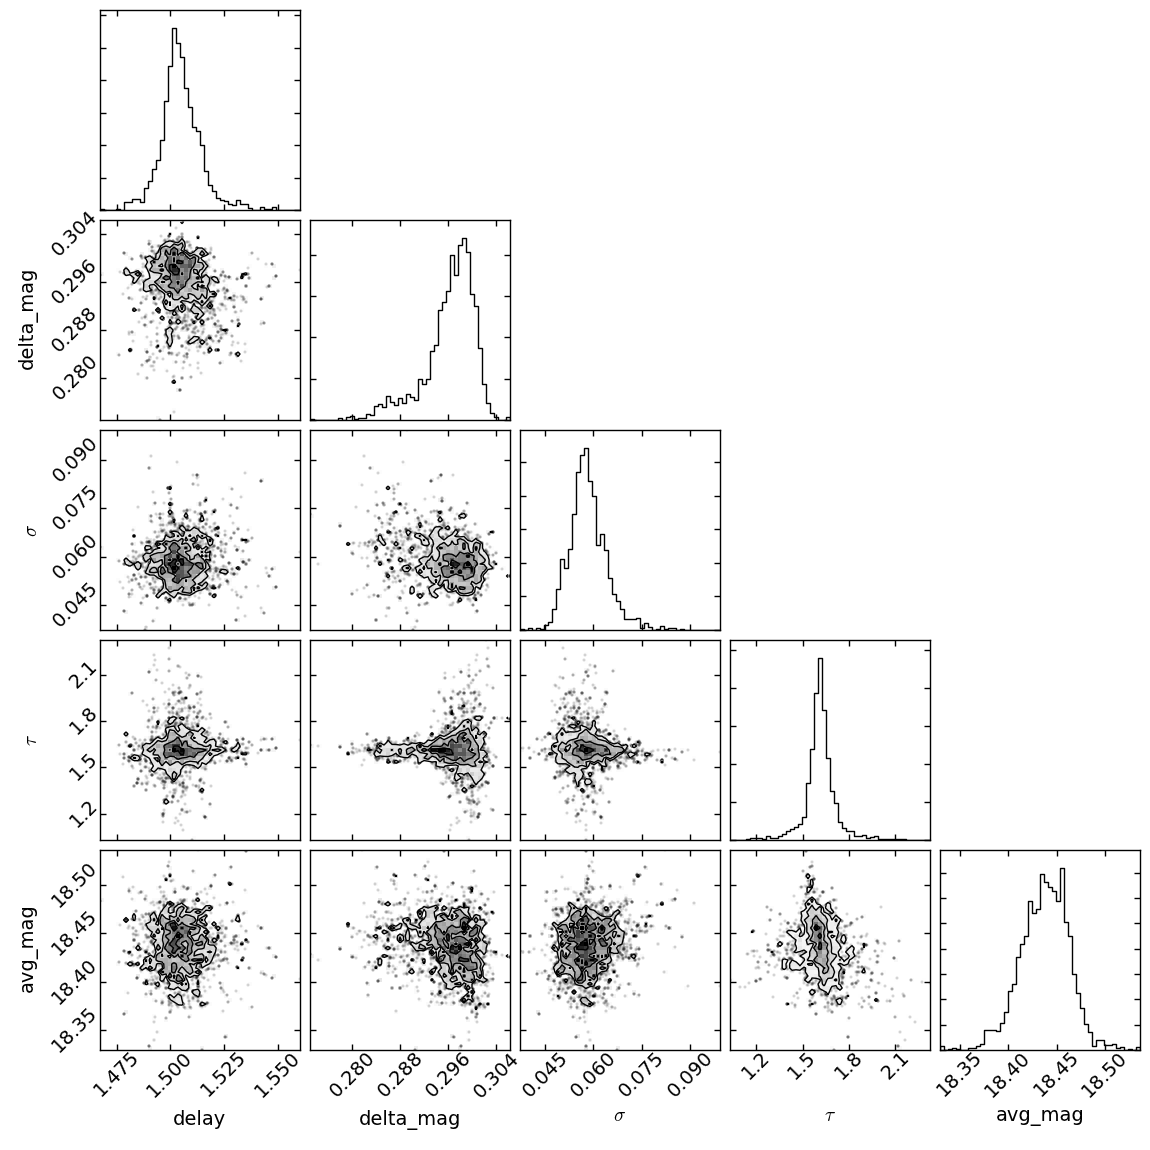 delta_mag
0.304
0.296
0.288
0.280
σ
0.090
0.075
0.060
0.045
τ
2.1
1.8
1.5
1.2
avg_mag
18.50
18.45
18.40
18.35
1.475 1.500 1.525 1.550
0.280 0.288 0.296 0.304
0.045 0.060 0.075 0.090
1.2 1.5 1.8 2.1
18.35 18.40 18.45 18.50
delay delta_mag σ τ avg_mag